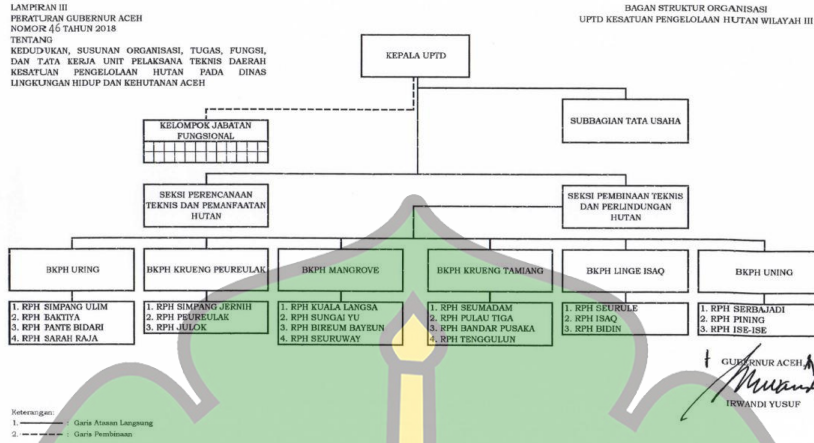 LAMPIRAN III
PERATURAN GUBERNUR ACEH
NOMOR 46 TAHUN 2018
TENTANG
KEDUDUKAN, SUSUNAN ORGANISASI, TUGAS, FUNGSI,
DAN TATA KERJA UNIT PELAKSANA TEKNIS DAERAH
KESATUAN PENGELOLAAN HUTAN PADA DINAS
LINGKUNGAN HIDUP DAN KEHUTANAN ACEH
BAGAN STRUKTUR ORGANISASI
UPTD KESATUAN PENGELOLAAN HUTAN WILAYAH III
KEPALA UPTD
SUBBAGIAN TATA USAHA
KELOMPOK JABATAN
FUNGSIONAL
SEKSI PERENCANAAN
TEKNIS DAN PEMANFAATAN
HUTAN
SEKSI PEMBINAAN TEKNIS
DAN PERLINDUNGAN
HUTAN
BKPH URING
BKPH KRUENG PEUREULAK
BKPH MANGROVE
BKPH KRUENG TAMIANG
BKPH LINGE ISAQ
BKPH UNING
1. RPH SIMPANG ULIM
2. RPH BAKTIYA
3. RPH PANTE BIDARI
4. RPH SARAH RAJA
1. RPH SIMPANG JERNIH
2. RPH PEUREULAK
3. RPH JULOK
1. RPH KUALA LANGSA
2. RPH SUNGAI YU
3. RPH BIREUM BAYEUN
4. RPH SEURUWAY
1. RPH SEUMADAM
2. RPH PULAU TIGA
3. RPH BANDAR PUSAKA
4. RPH TENGGULUN
1. RPH SEURULE
2. RPH ISAQ
3. RPH BIDIN
1. RPH SERBAJADI
2. RPH PINING
3. RPH ISE-ISE
GUBERNUR ACEH,
IRWANDI YUSUF
Keterangan:
1. : Garis Atasan Langsung
2. : Garis Pembinaan